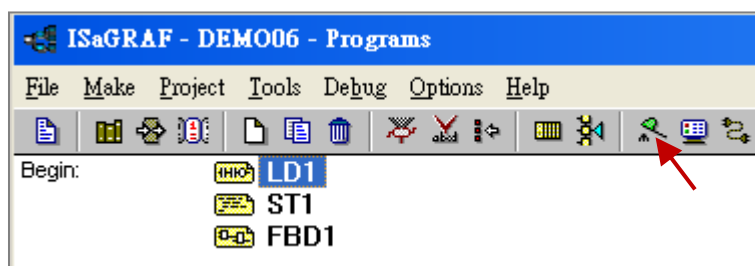 ISaGRAF - DEMO06 - Programs
File Make Project Tools Debug Options Help
Begin: LD1
ST1
FBD1